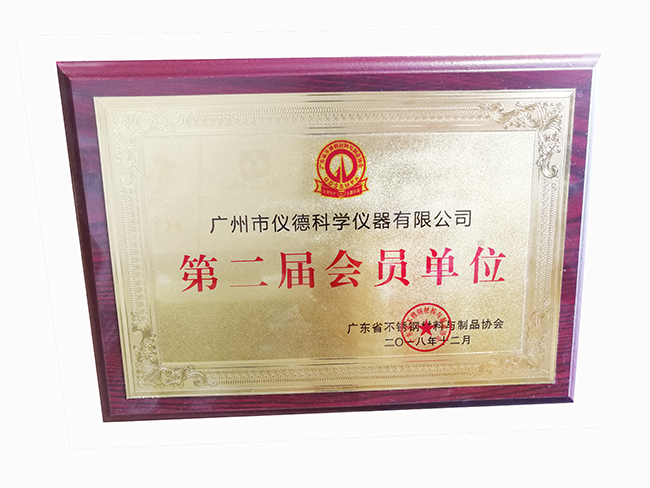 广州市仪德科学仪器有限公司
第二届会员单位
广东省不锈钢材料与制品协会
二〇一八年十二月